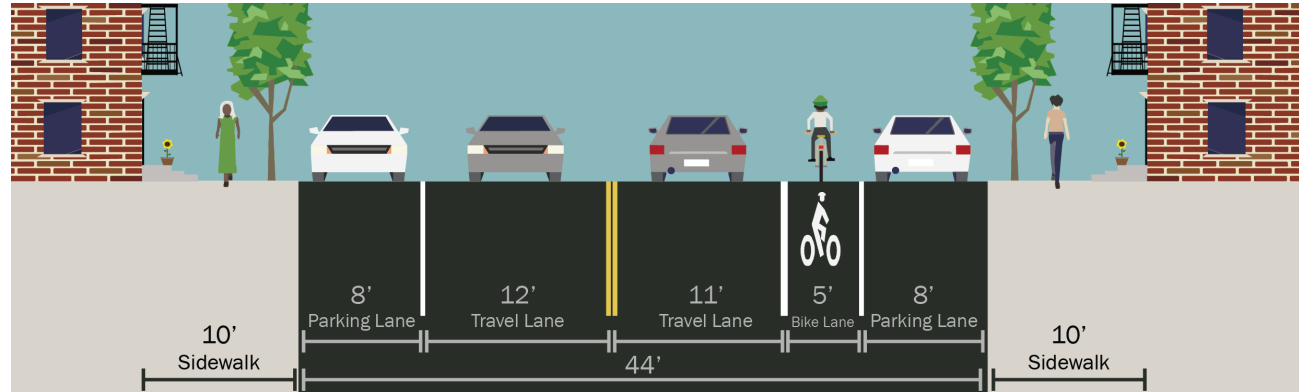 8’
Parking Lane
12’
Travel Lane
11’
Travel Lane
5’
Bike Lane
8’
Parking Lane
10’
Sidewalk
44’
10’
Sidewalk